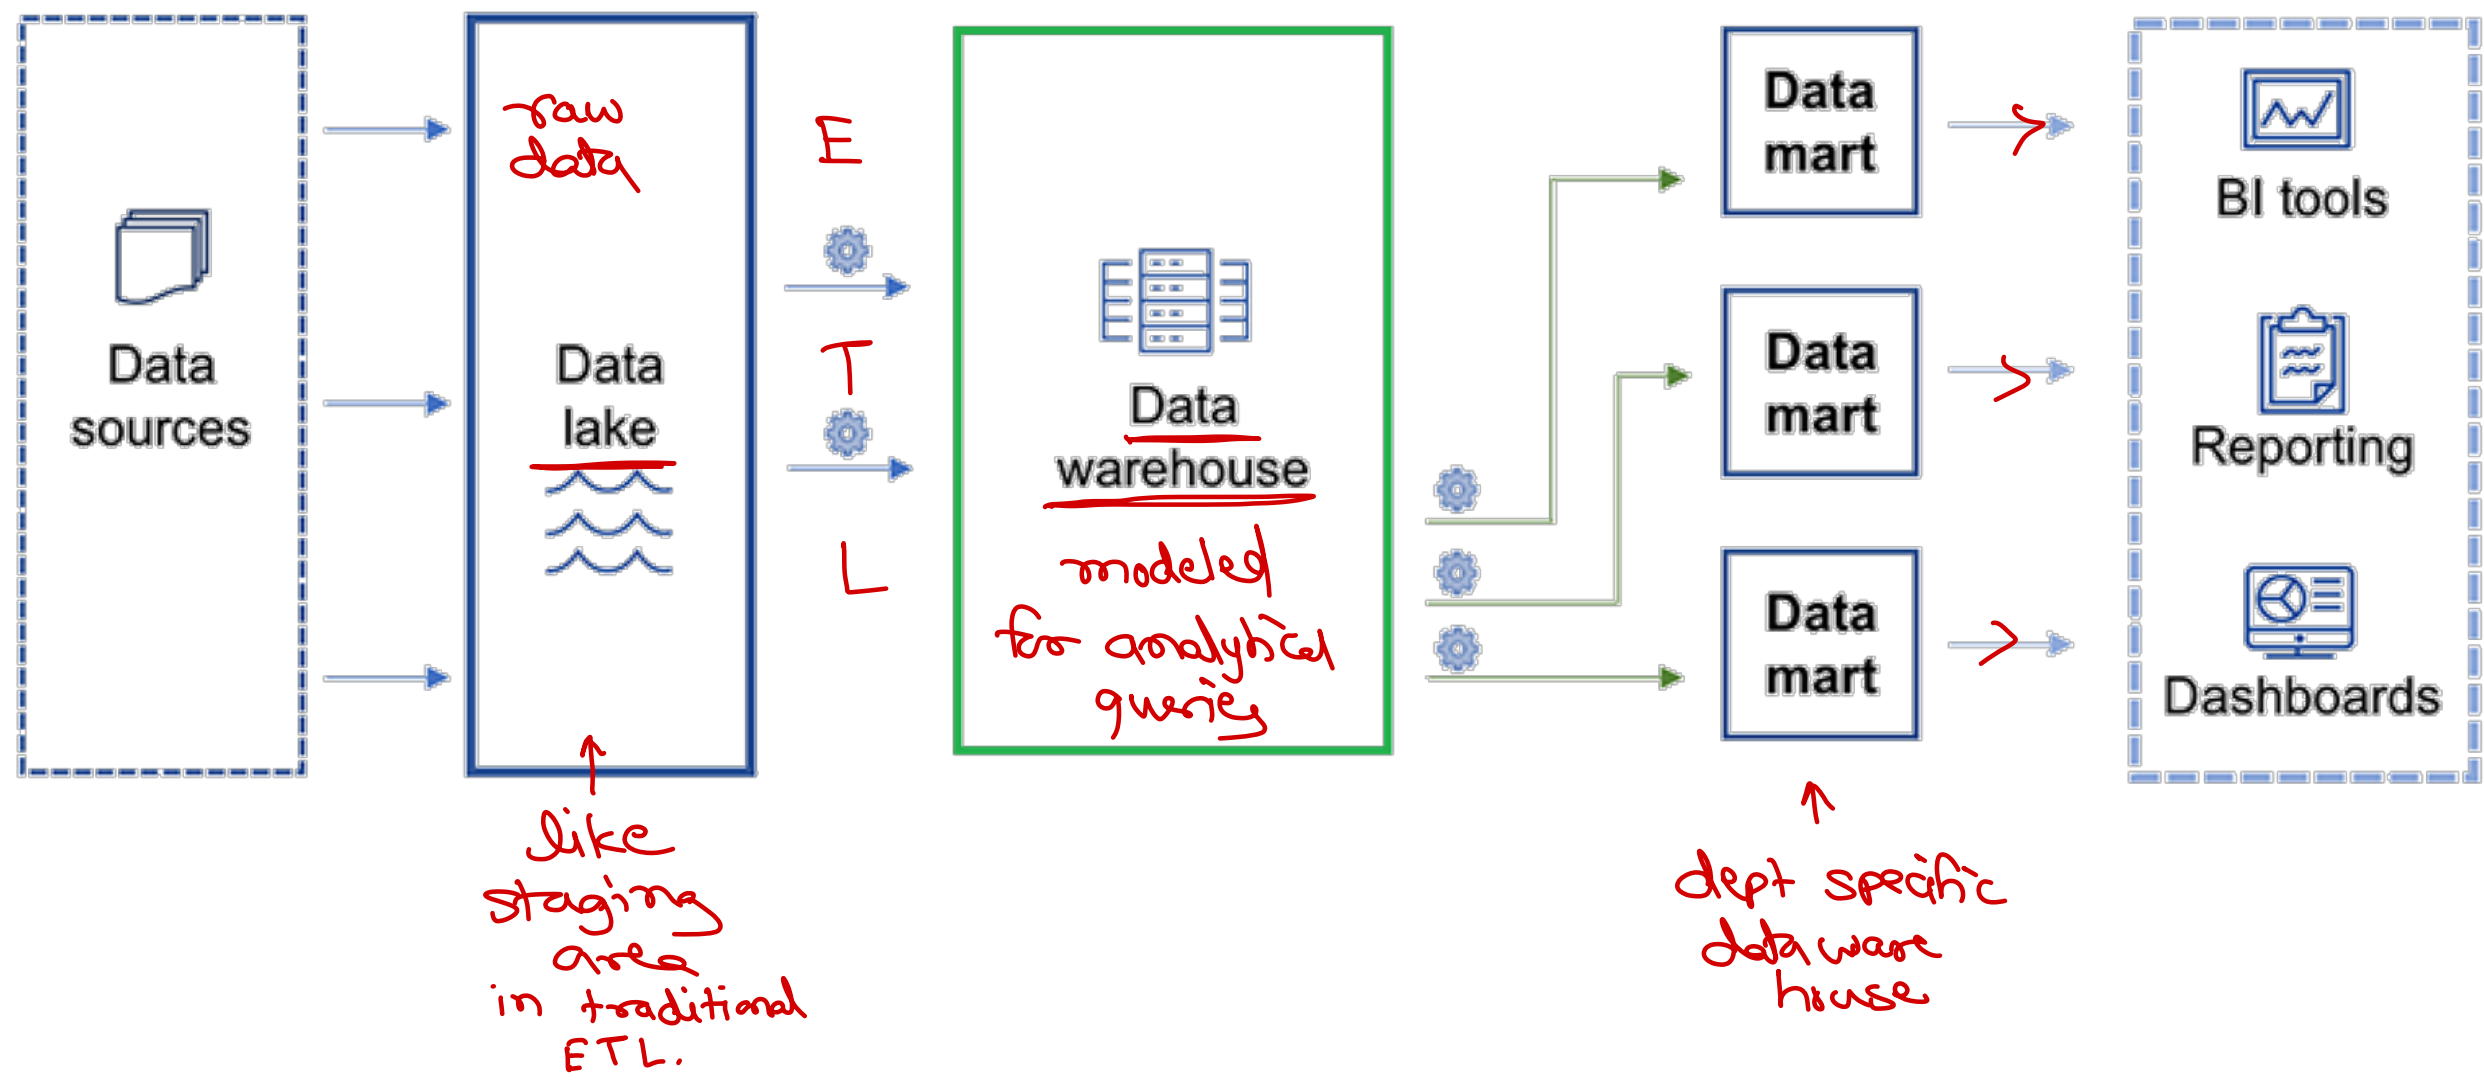 Data
sources
raw
data
Data
lake
like
staging
area
in traditional
ETL.
E
T
L
Data
warehouse
modeled
for analytical
queries
Data
mart
Data
mart
Data
mart
dept specific
data ware
house
BI tools
Reporting
Dashboards